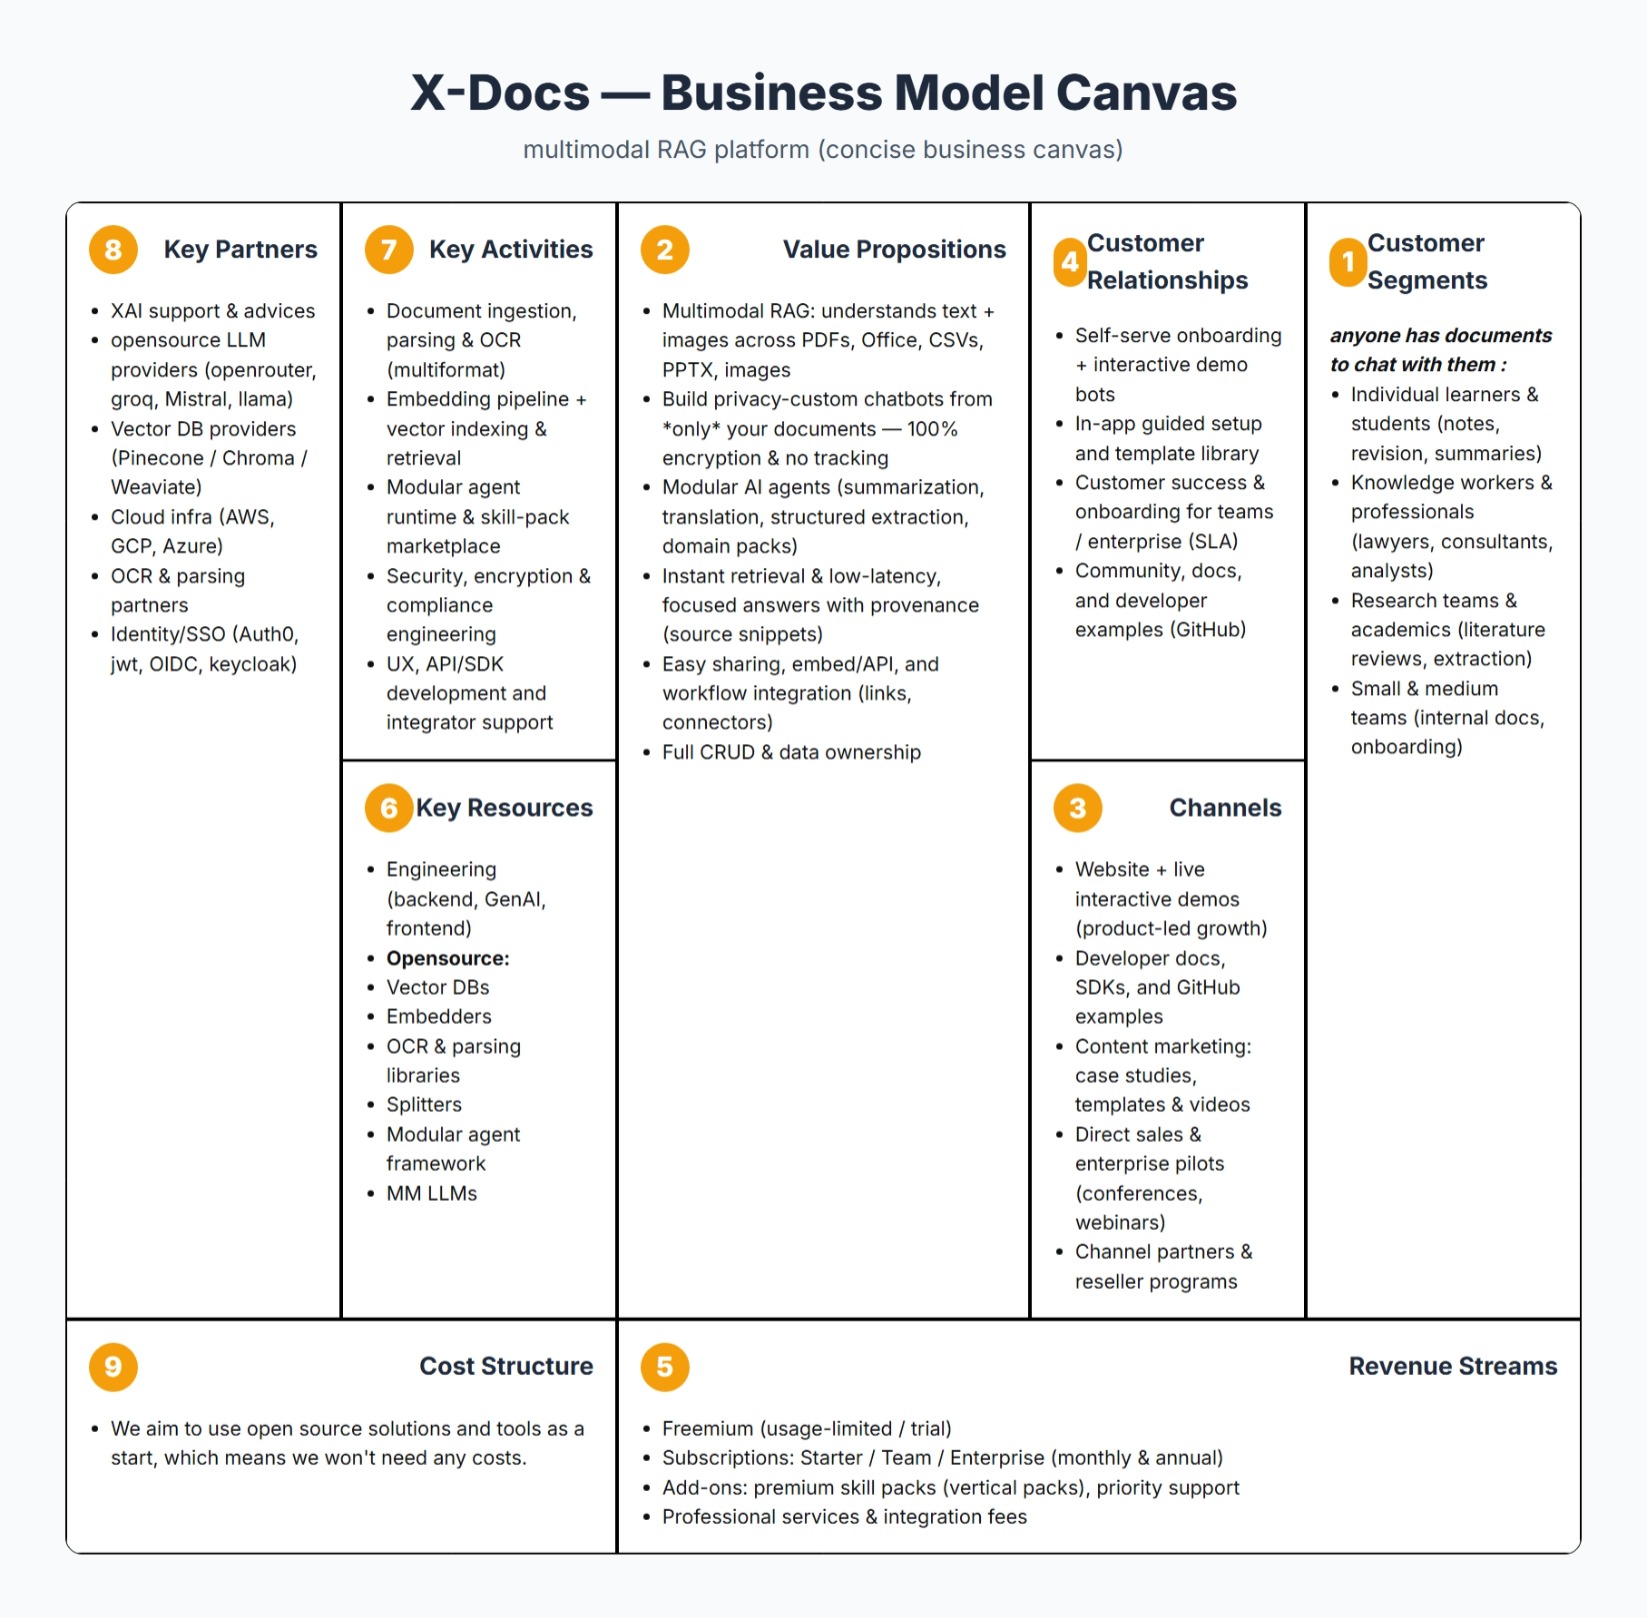 X-Docs — Business Model Canvas
multimodal RAG platform (concise business canvas)
8 Key Partners
• XAI support & advices
• opensource LLM
providers (openrouter,
groq, Mistral, llama)
• Vector DB providers
(Pinecone / Chroma /
Weaviate)
• Cloud infra (AWS,
GCP, Azure)
• OCR & parsing
partners
• Identity/SSO (Auth0,
jwt, OIDC, keycloak)
7 Key Activities
• Document ingestion,
parsing & OCR
(multiformat)
• Embedding pipeline +
vector indexing &
retrieval
• Modular agent
runtime & skill-pack
marketplace
• Security, encryption &
compliance
engineering
• UX, API/SDK
development and
integrator support
6 Key Resources
• Engineering
(backend, GenAI,
frontend)
• Opensource:
• Vector DBs
• Embedders
• OCR & parsing
libraries
• Splitters
• Modular agent
framework
• MM LLMs
2 Value Propositions
• Multimodal RAG: understands text +
images across PDFs, Office, CSVs,
PPTX, images
• Build privacy-custom chatbots from
*only* your documents — 100%
encryption & no tracking
• Modular AI agents (summarization,
translation, structured extraction,
domain packs)
• Instant retrieval & low-latency,
focused answers with provenance
(source snippets)
• Easy sharing, embed/API, and
workflow integration (links,
connectors)
• Full CRUD & data ownership
4 Customer
Relationships
• Self-serve onboarding
+ interactive demo
bots
• In-app guided setup
and template library
• Customer success &
onboarding for teams
/ enterprise (SLA)
• Community, docs,
and developer
examples (GitHub)
3 Channels
• Website + live
interactive demos
(product-led growth)
• Developer docs,
SDKs, and GitHub
examples
• Content marketing:
case studies,
templates & videos
• Direct sales &
enterprise pilots
(conferences,
webinars)
• Channel partners &
reseller programs
1 Customer
Segments
anyone has documents
to chat with them :
• Individual learners &
students (notes,
revision, summaries)
• Knowledge workers &
professionals
(lawyers, consultants,
analysts)
• Research teams &
academics (literature
reviews, extraction)
• Small & medium
teams (internal docs,
onboarding)
9 Cost Structure
• We aim to use open source solutions and tools as a
start, which means we won't need any costs.
5 Revenue Streams
• Freemium (usage-limited / trial)
• Subscriptions: Starter / Team / Enterprise (monthly & annual)
• Add-ons: premium skill packs (vertical packs), priority support
• Professional services & integration fees